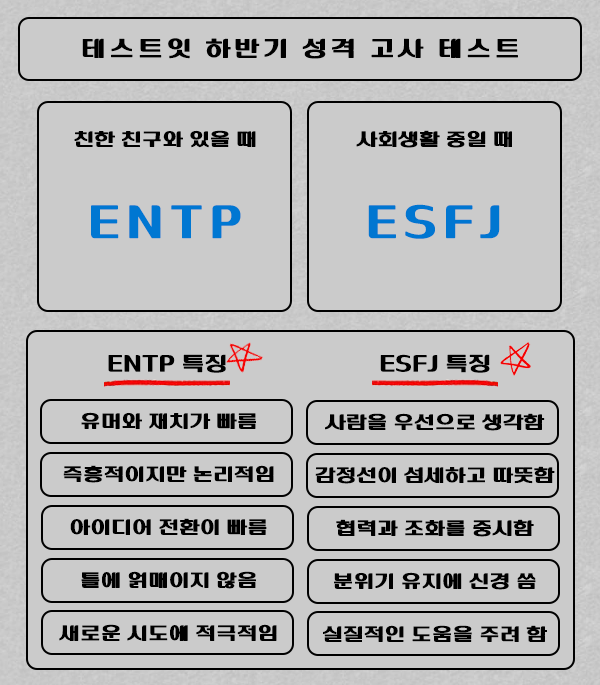 테스트잇 하반기 성격 고사 테스트
친한 친구와 있을 때
ENTP
사회생활 중일 때
ESFJ
ENTP 특징
유머와 재치가 빠름
즉흥적이지만 논리적임
아이디어 전환이 빠름
틀에 얽매이지 않음
새로운 시도에 적극적임
ESFJ 특징
사람을 우선으로 생각함
감정선이 섬세하고 따뜻함
협력과 조화를 중시함
분위기 유지에 신경 씀
실질적인 도움을 주려 함